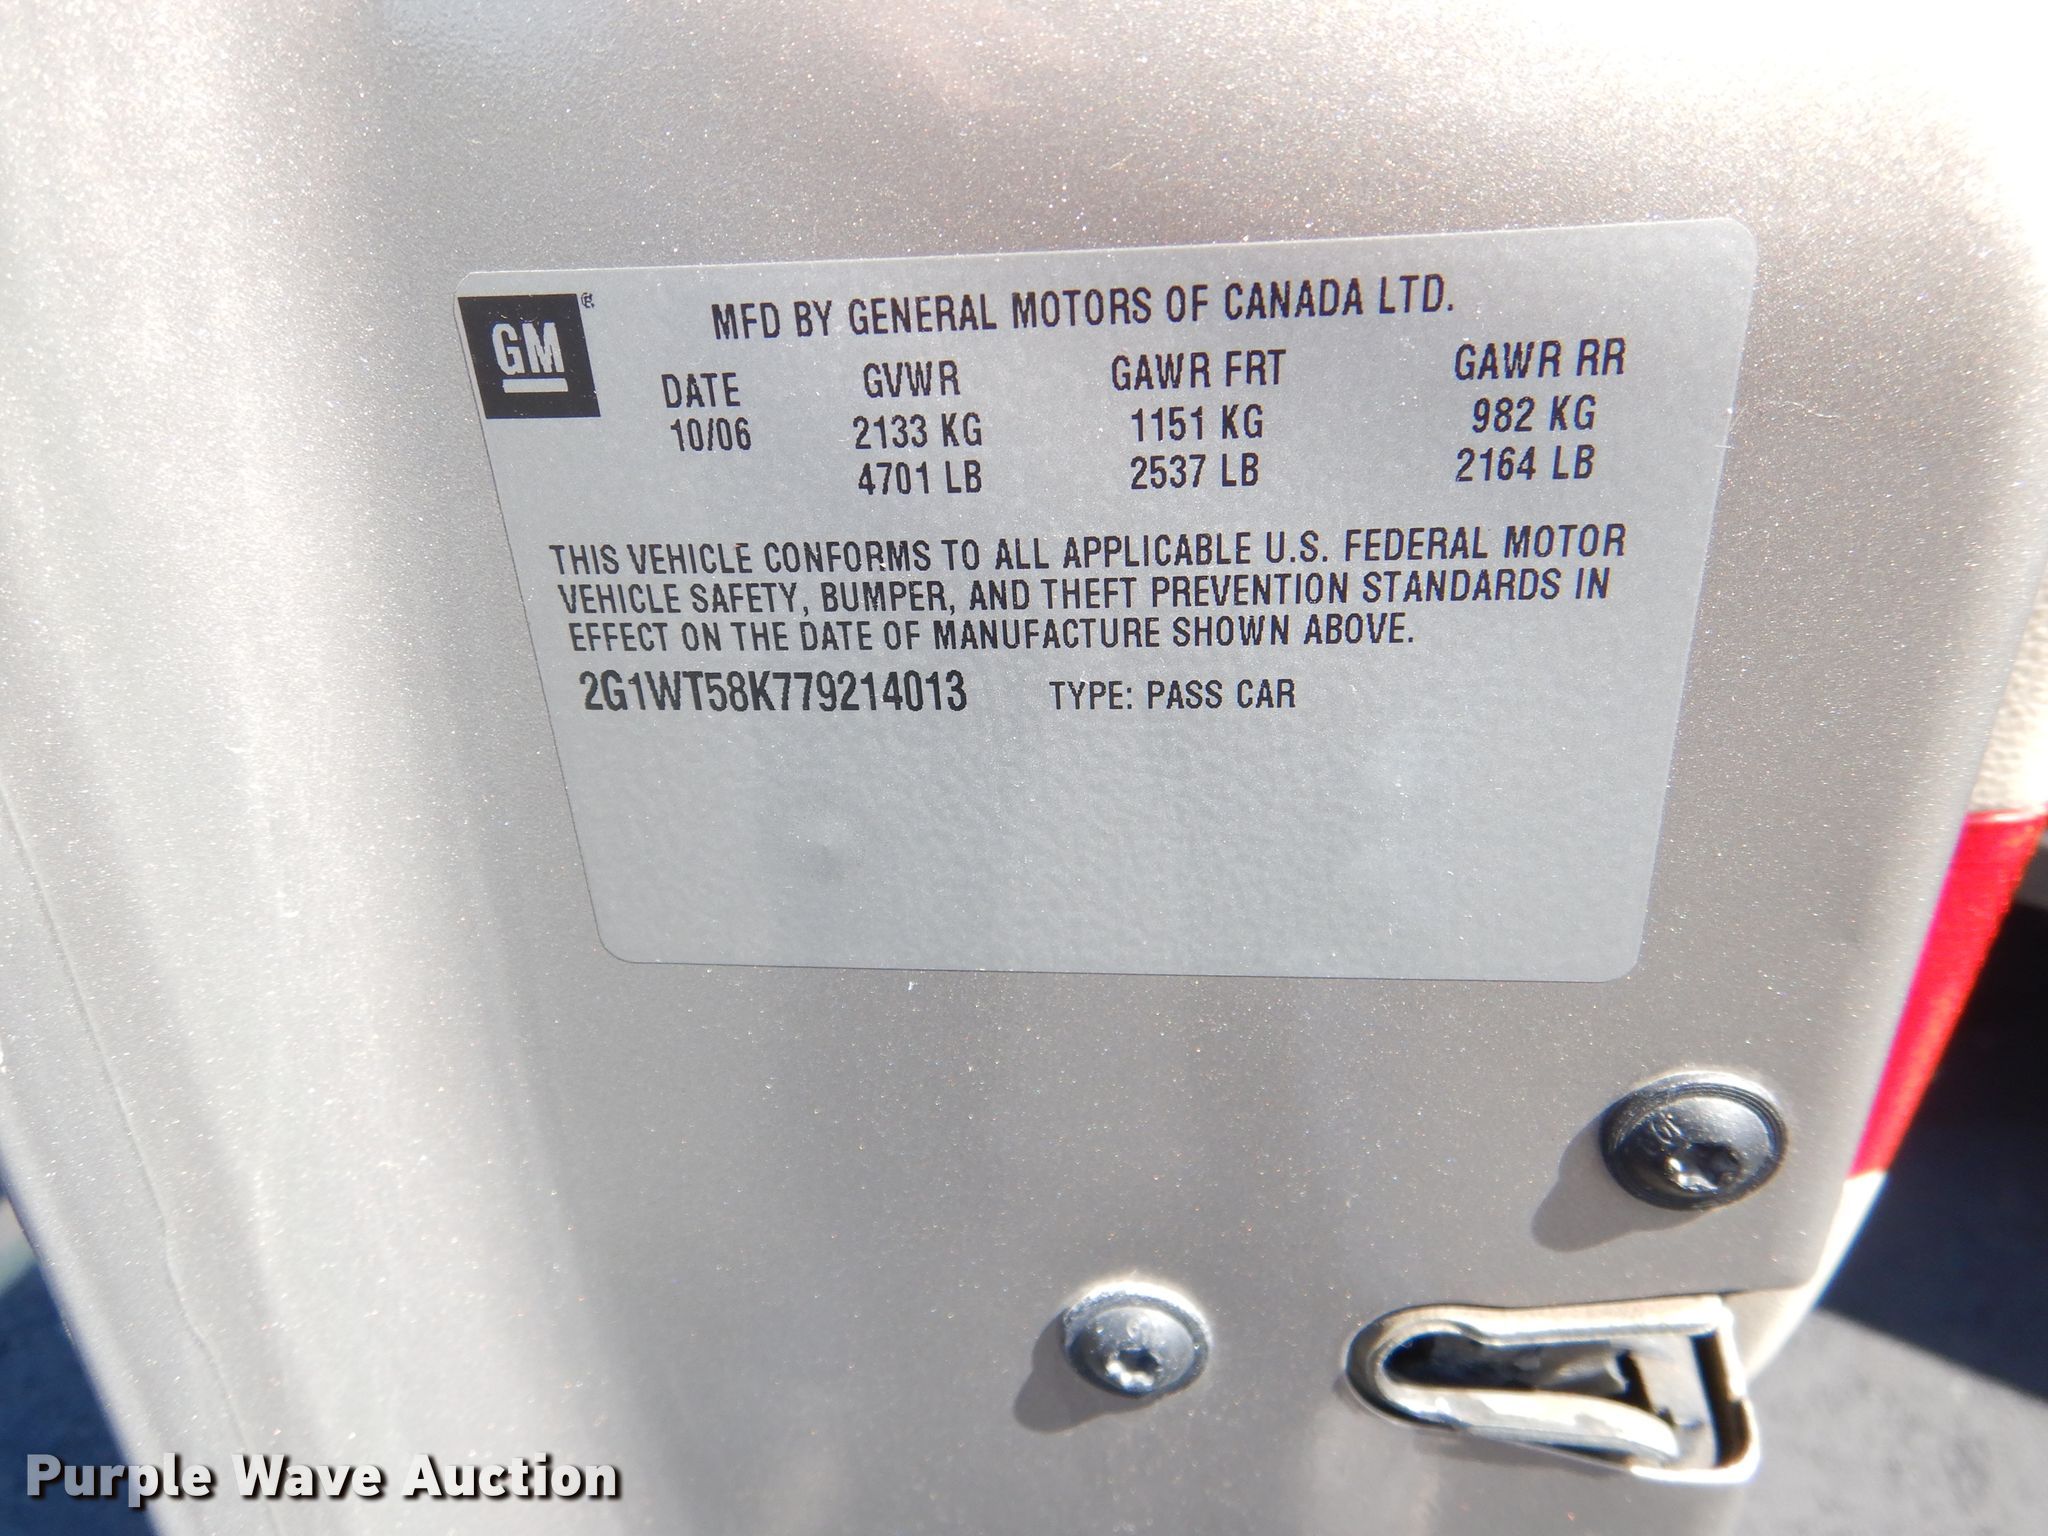 GM ®
MFD BY GENERAL MOTORS OF CANADA LTD.
DATE GVWR GAWR FRT GAWR RR
10/06 2133 KG 1151 KG 982 KG
4701 LB 2537 LB 2164 LB
THIS VEHICLE CONFORMS TO ALL APPLICABLE U.S. FEDERAL MOTOR
VEHICLE SAFETY, BUMPER, AND THEFT PREVENTION STANDARDS IN
EFFECT ON THE DATE OF MANUFACTURE SHOWN ABOVE.
2G1WT58K779214013 TYPE: PASS CAR
Purple Wave Auction